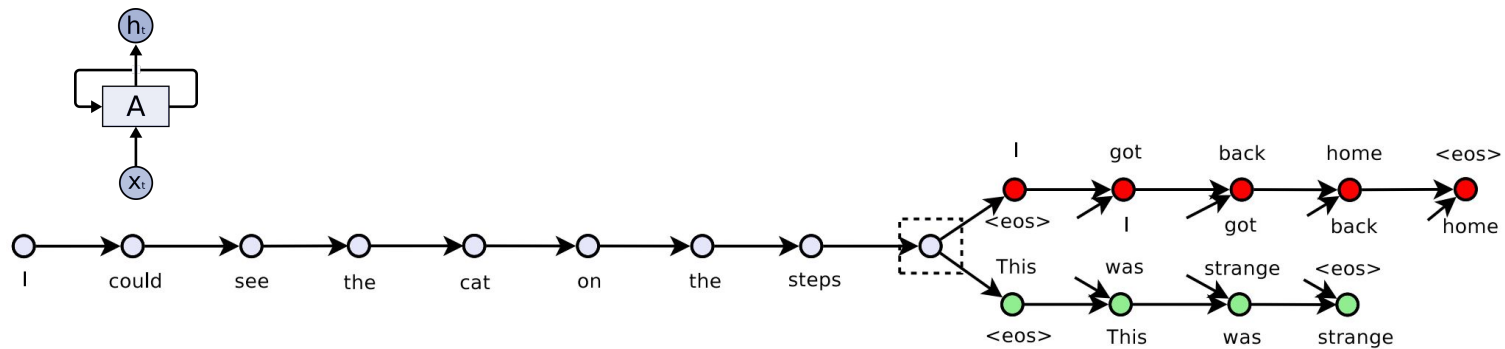 ht
A
xt
I got back home <eos>
<eos> I got back home
I could see the cat on the steps
This was strange <eos>
<eos> This was strange